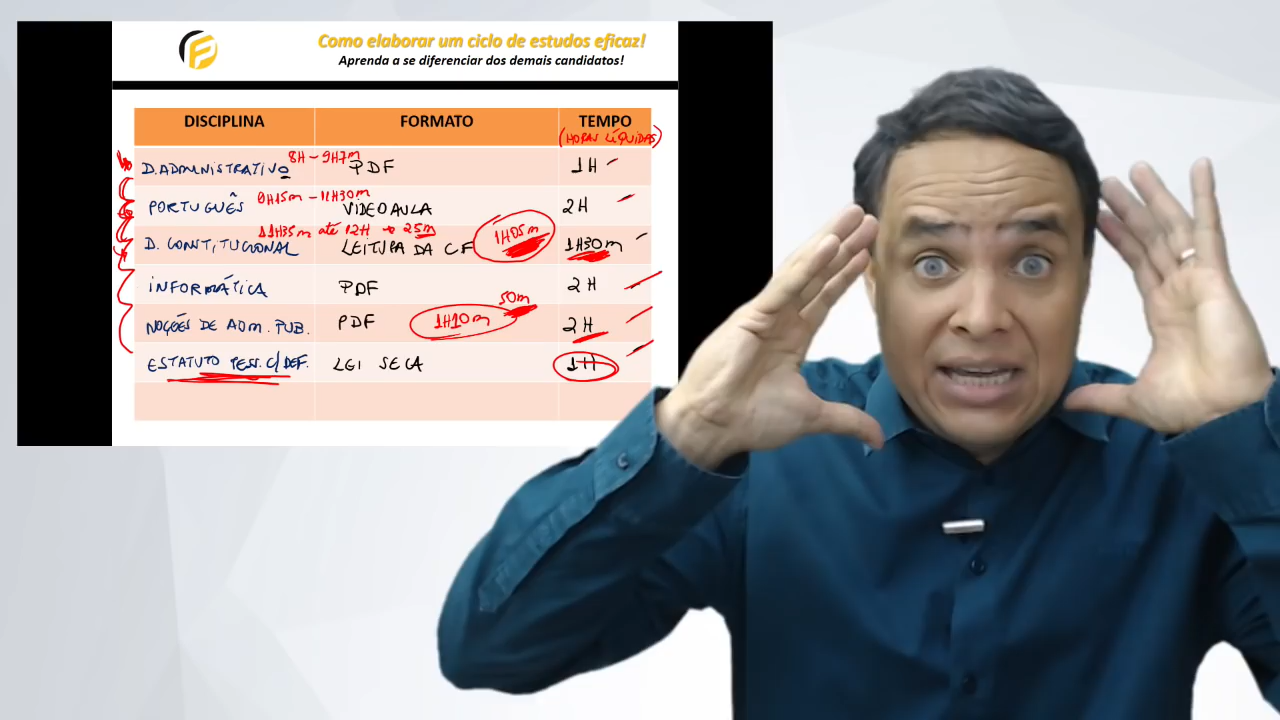 Como elaborar um ciclo de estudos eficaz!
Aprenda a se diferenciar dos demais candidatos!
DISCIPLINA FORMATO TEMPO
(HORAS LÍQUIDAS)
8H - 9H7m
D. ADMINISTRATIVO PDF 1H
9H15m - 11H30m
PORTUGUÊS VIDEOAULA 2H
11H35m até 12H → 25m
D. CONSTITUCIONAL LEITURA DA CF 1H05m 1H30m
INFORMÁTICA PDF 2H
50m
NOÇÕES DE ADM. PUB. PDF 1H10m 2H
ESTATUTO PESS. C/ DEF. LEI SECA 1H